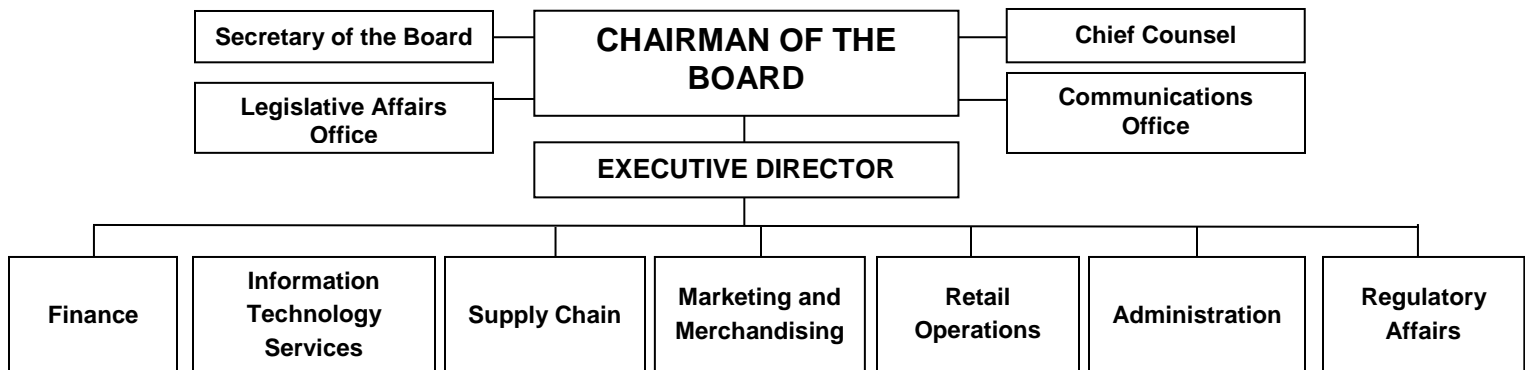 Secretary of the Board
CHAIRMAN OF THE
BOARD
Chief Counsel
Legislative Affairs
Office
Communications
Office
EXECUTIVE DIRECTOR
Finance
Information
Technology
Services
Supply Chain
Marketing and
Merchandising
Retail
Operations
Administration
Regulatory
Affairs